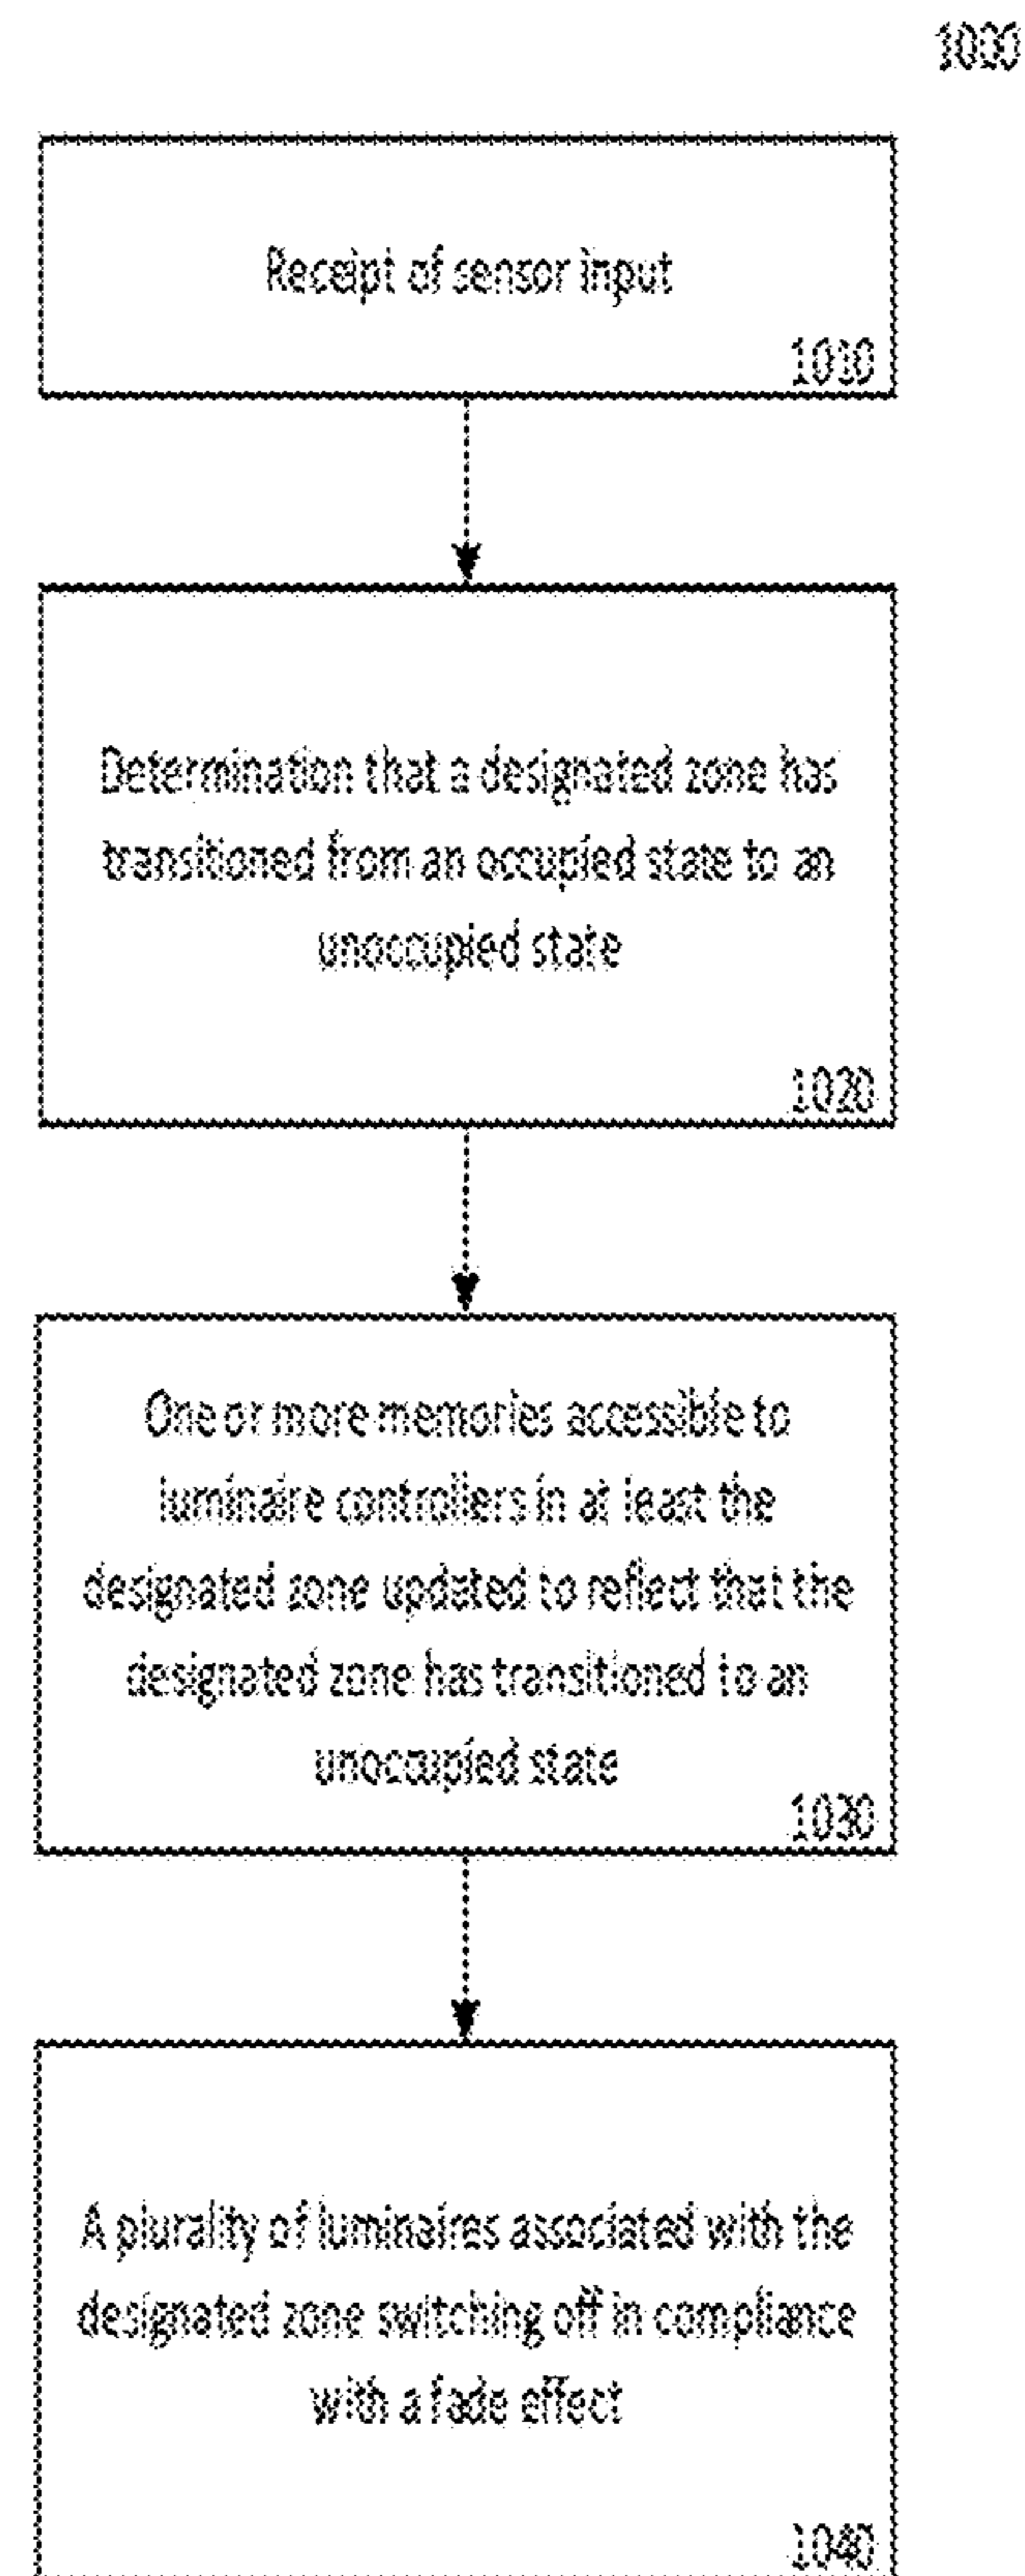 1000
Receipt of sensor input
1010
Determination that a designated zone has
transitioned from an occupied state to an
unoccupied state
1020
One or more memories accessible to
luminaire controllers in at least the
designated zone updated to reflect that the
designated zone has transitioned to an
unoccupied state
1030
A plurality of luminaires associated with the
designated zone switching off in compliance
with a fade effect
1040